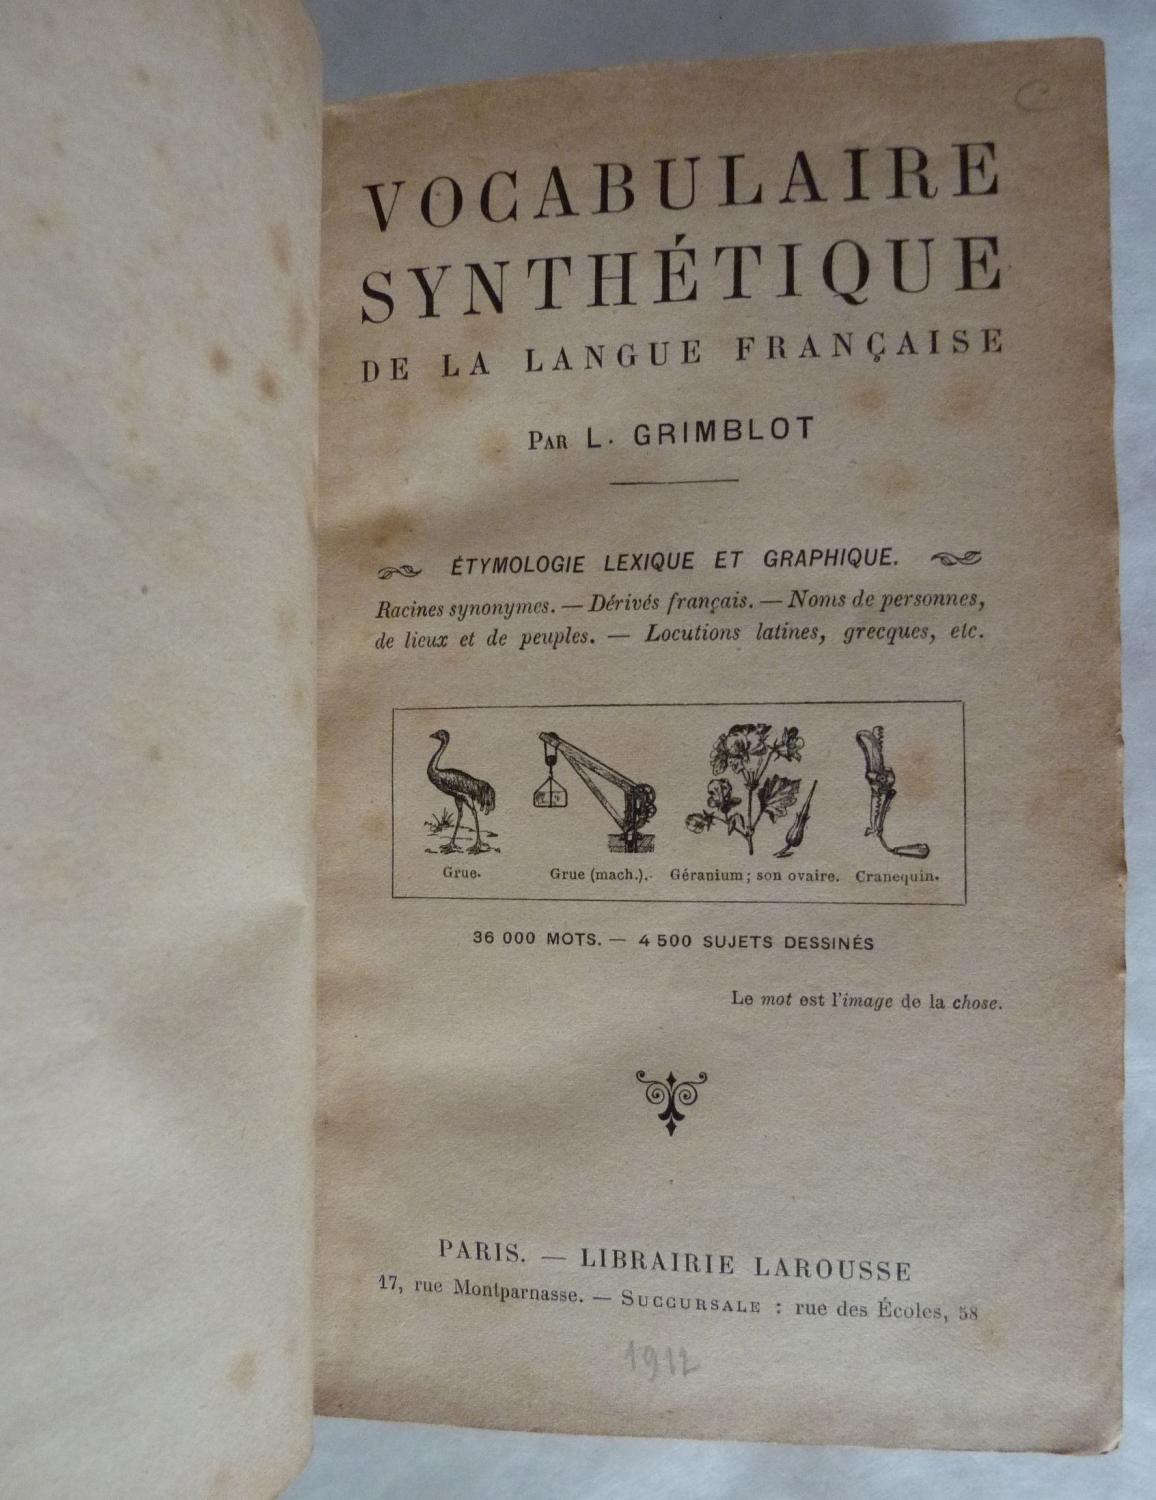 VOCABULAIRE
SYNTHÉTIQUE
DE LA LANGUE FRANÇAISE
PAR L. GRIMBLOT
ÉTYMOLOGIE LEXIQUE ET GRAPHIQUE.
Racines synonymes. — Dérivés français. — Noms de personnes,
de lieux et de peuples. — Locutions latines, grecques, etc.
Grue. Grue (mach.). Géranium; son ovaire. Cranequin.
36 000 MOTS. — 4 500 SUJETS DESSINÉS
Le mot est l'image de la chose.
PARIS. — LIBRAIRIE LAROUSSE
17, rue Montparnasse. — SUCCURSALE : rue des Écoles, 58
1912